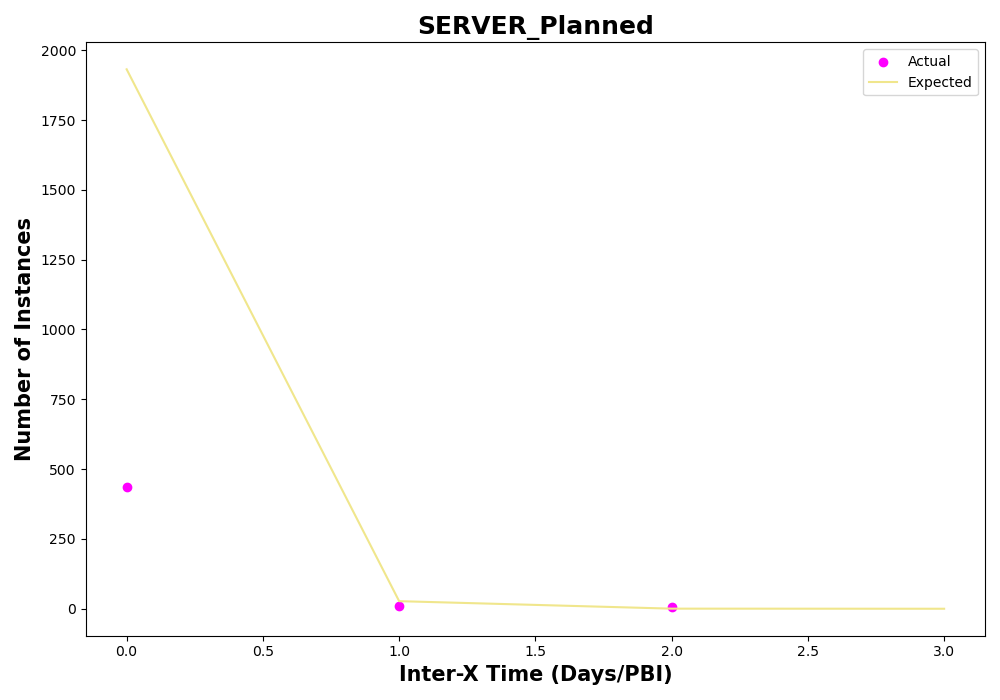 SERVER_Planned
Actual
Expected
Number of Instances
2000
1750
1500
1250
1000
750
500
250
0
0.0 0.5 1.0 1.5 2.0 2.5 3.0
Inter-X Time (Days/PBI)